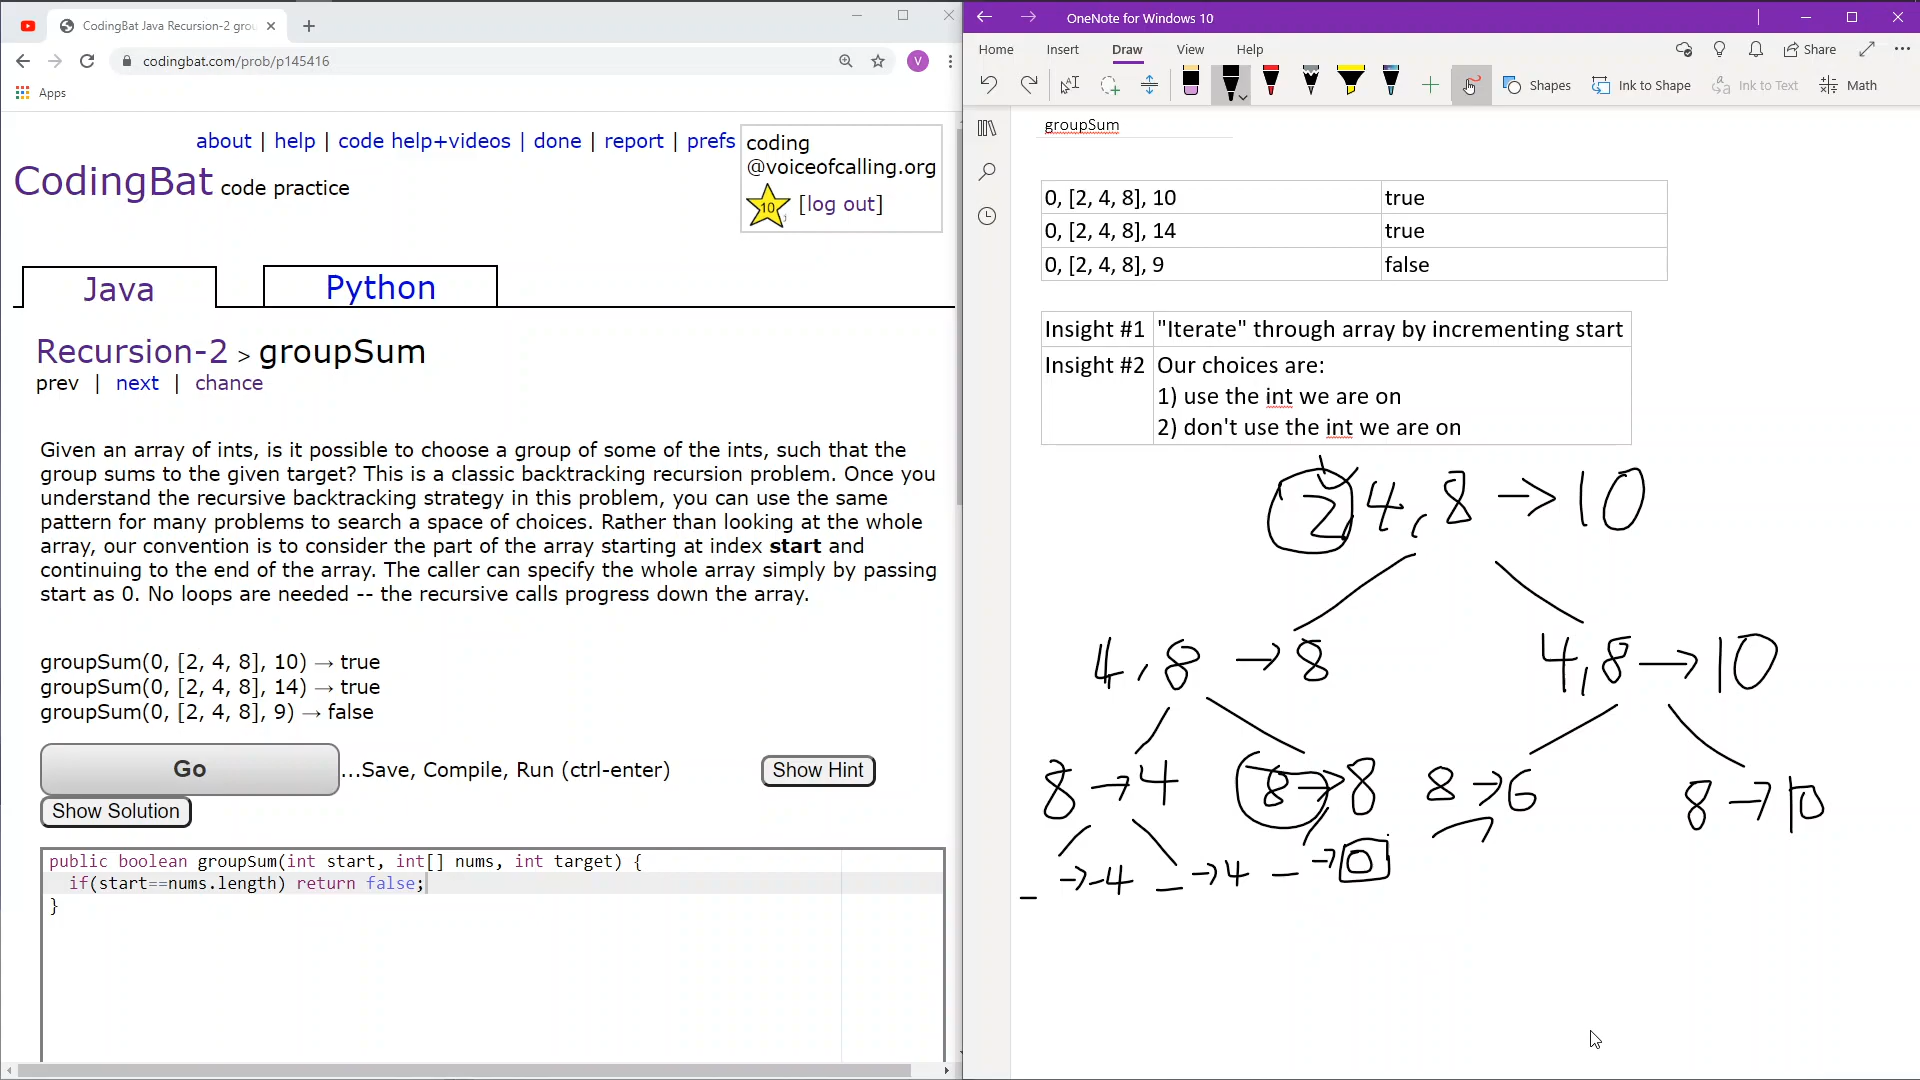 CodingBat Java Recursion-2 grou
codingbat.com/prob/p145416
V
Apps
about | help | code help+videos | done | report | prefs
coding
@voiceofcalling.org
10
[log out]
CodingBat code practice
Java
Python
Recursion-2 > groupSum
prev | next | chance
Given an array of ints, is it possible to choose a group of some of the ints, such that the
group sums to the given target? This is a classic backtracking recursion problem. Once you
understand the recursive backtracking strategy in this problem, you can use the same
pattern for many problems to search a space of choices. Rather than looking at the whole
array, our convention is to consider the part of the array starting at index start and
continuing to the end of the array. The caller can specify the whole array simply by passing
start as 0. No loops are needed -- the recursive calls progress down the array.
groupSum(0, [2, 4, 8], 10) → true
groupSum(0, [2, 4, 8], 14) → true
groupSum(0, [2, 4, 8], 9) → false
Go
...Save, Compile, Run (ctrl-enter)
Show Hint
Show Solution
public boolean groupSum(int start, int[] nums, int target) {
if(start==nums.length) return false;
}
OneNote for Windows 10
Home Insert Draw View Help
Share
Shapes
Ink to Shape
Ink to Text
Math
groupSum
0, [2, 4, 8], 10 true
0, [2, 4, 8], 14 true
0, [2, 4, 8], 9 false
Insight #1 "Iterate" through array by incrementing start
Insight #2 Our choices are:
1) use the int we are on
2) don't use the int we are on
2 4, 8 → 10
4, 8 → 8
4, 8 → 10
8 → 4
8 → 8
8 → 6
8 → 10
_ → -4
_ → 4
_ → 0